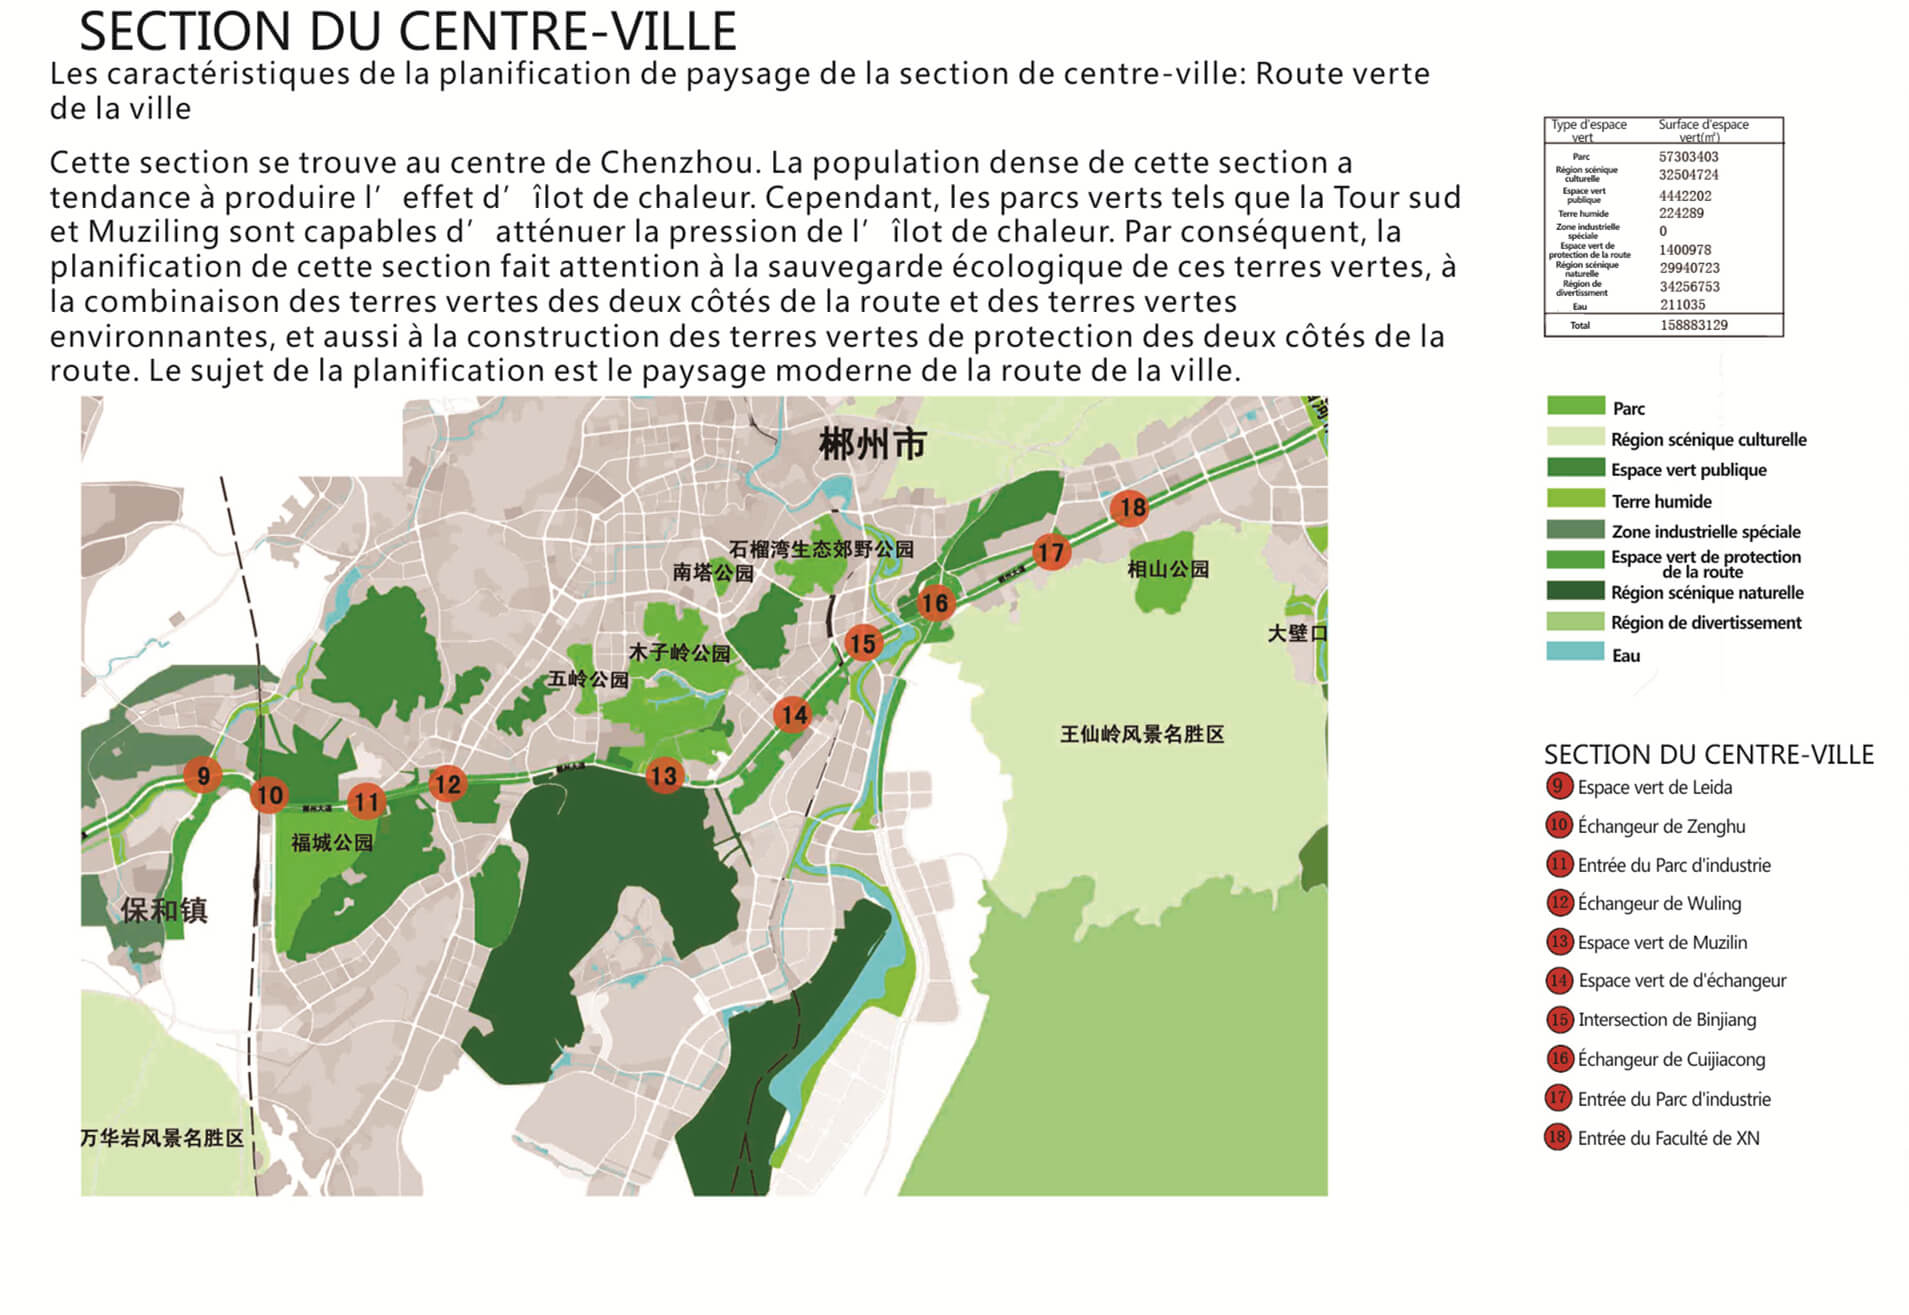 SECTION DU CENTRE-VILLE
Les caractéristiques de la planification de paysage de la section de centre-ville: Route verte
de la ville
Cette section se trouve au centre de Chenzhou. La population dense de cette section a
tendance à produire l’ effet d’ îlot de chaleur. Cependant, les parcs verts tels que la Tour sud
et Muziling sont capables d’ atténuer la pression de l’ îlot de chaleur. Par conséquent, la
planification de cette section fait attention à la sauvegarde écologique de ces terres vertes, à
la combinaison des terres vertes des deux côtés de la route et des terres vertes
environnantes, et aussi à la construction des terres vertes de protection des deux côtés de la
route. Le sujet de la planification est le paysage moderne de la route de la ville.
Type d'espace vert Surface d'espace vert(㎡)
Parc 57303403
Région scénique culturelle 32504724
Espace vert publique 4442202
Terre humide 224289
Zone industrielle spéciale 0
Espace vert de protection de la route 1400978
Région scénique naturelle 29940723
Région de divertissment 34256753
Eau 211035
Total 158883129
Parc
Région scénique culturelle
Espace vert publique
Terre humide
Zone industrielle spéciale
Espace vert de protection
de la route
Région scénique naturelle
Région de divertissement
Eau
郴州市
石榴湾生态郊野公园
南塔公园
相山公园
木子岭公园
五岭公园
大壁口
王仙岭风景名胜区
福城公园
保和镇
万华岩风景名胜区
郴州大道
郴州大道
郴州大道
9
10
11
12
13
14
15
16
17
18
SECTION DU CENTRE-VILLE
9 Espace vert de Leida
10 Échangeur de Zenghu
11 Entrée du Parc d'industrie
12 Échangeur de Wuling
13 Espace vert de Muzilin
14 Espace vert de d'échangeur
15 Intersection de Binjiang
16 Échangeur de Cuijiacong
17 Entrée du Parc d'industrie
18 Entrée du Faculté de XN